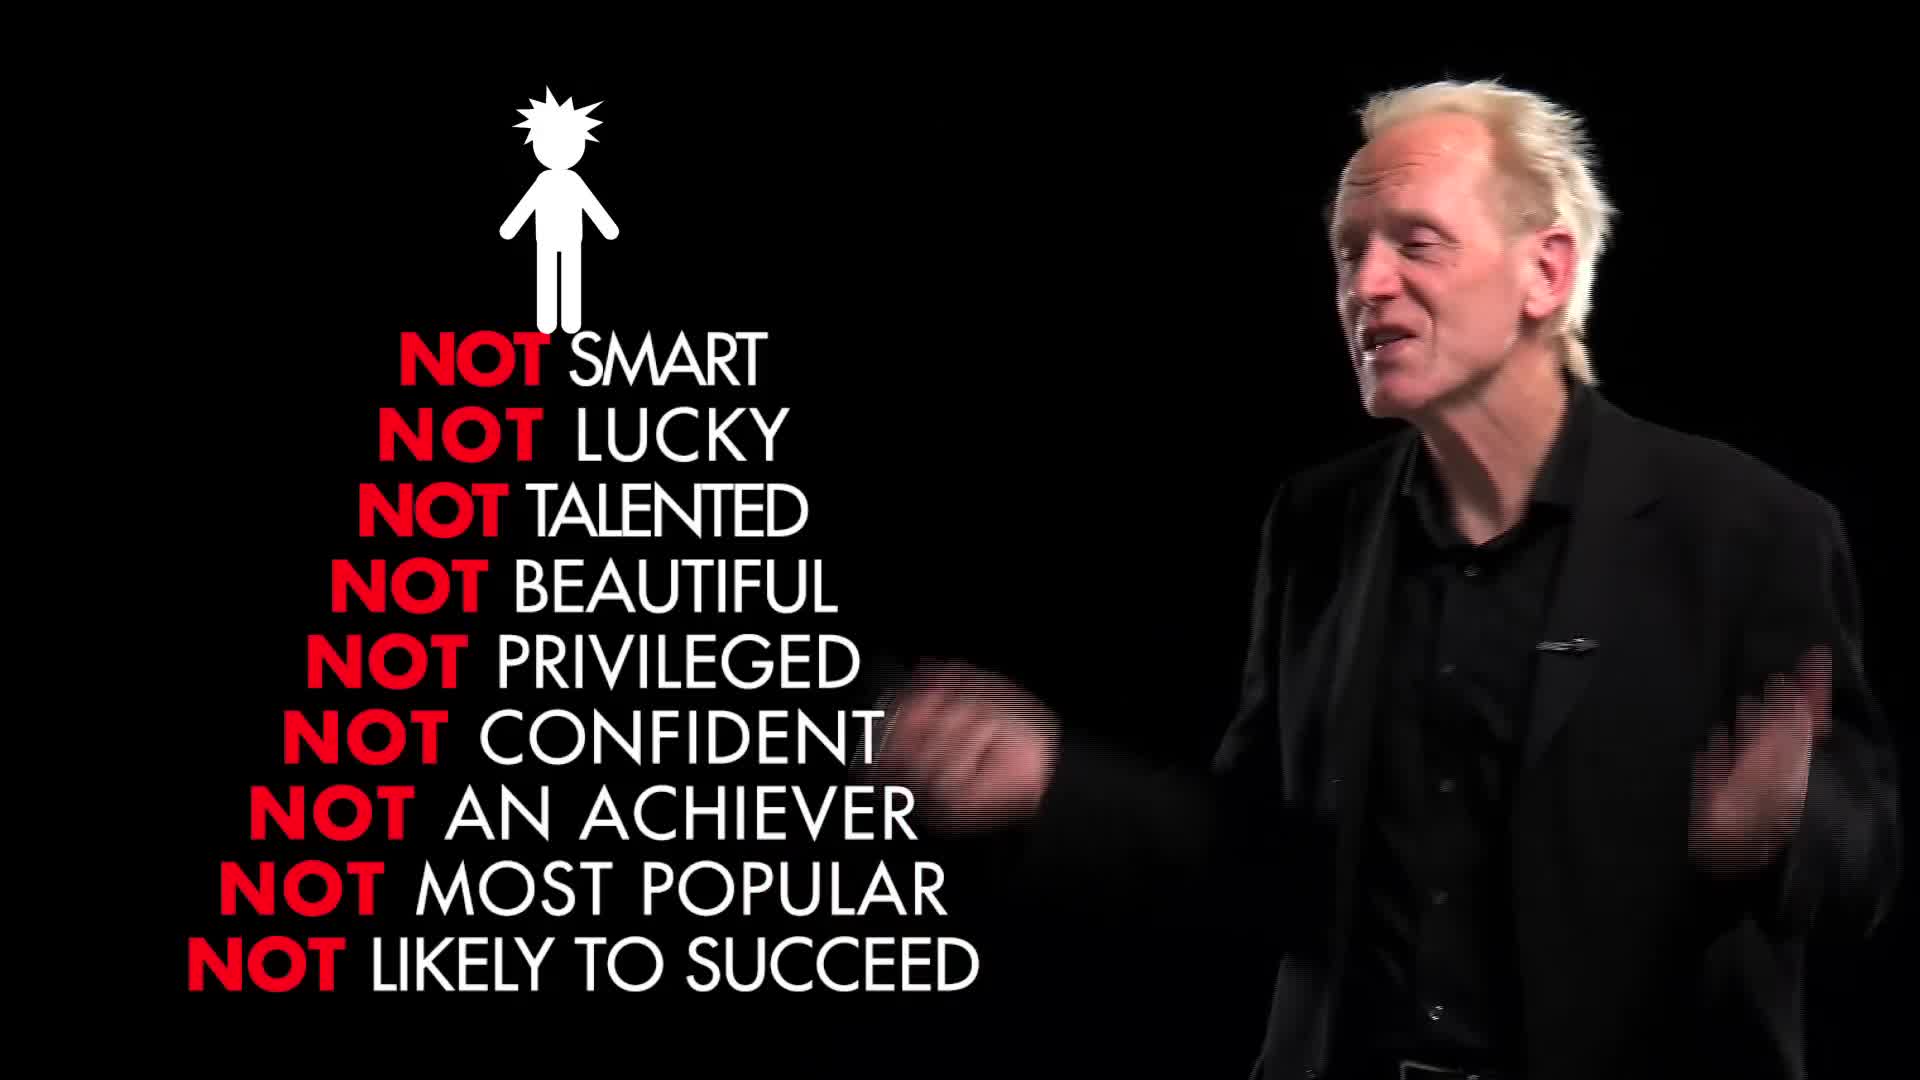 NOT SMART
NOT LUCKY
NOT TALENTED
NOT BEAUTIFUL
NOT PRIVILEGED
NOT CONFIDENT
NOT AN ACHIEVER
NOT MOST POPULAR
NOT LIKELY TO SUCCEED